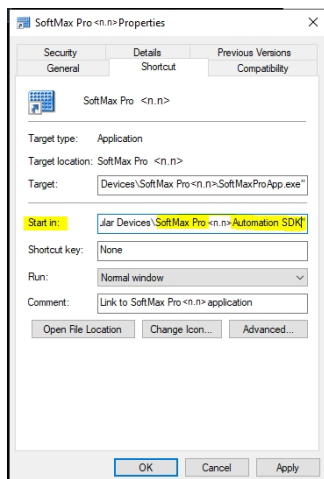 SoftMax Pro <n.n> Properties
Security Details Previous Versions
General Shortcut Compatibility
SoftMax Pro <n.n>
Target type: Application
Target location: SoftMax Pro <n.n>
Target: Devices\SoftMax Pro<n.n>\SoftMaxProApp.exe"
Start in: ular Devices\SoftMax Pro <n.n> Automation SDK"
Shortcut key: None
Run: Normal window
Comment: Link to SoftMax Pro <n.n> application
Open File Location Change Icon... Advanced...
OK Cancel Apply